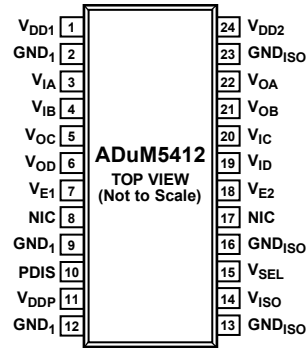 VDD1 1 24 VDD2
GND1 2 23 GNDISO
VIA 3 22 VOA
VIB 4 21 VOB
VOC 5 20 VIC
ADuM5412
VOD 6 19 VID
TOP VIEW
(Not to Scale)
VE1 7 18 VE2
NIC 8 17 NIC
GND1 9 16 GNDISO
PDIS 10 15 VSEL
VDDP 11 14 VISO
GND1 12 13 GNDISO